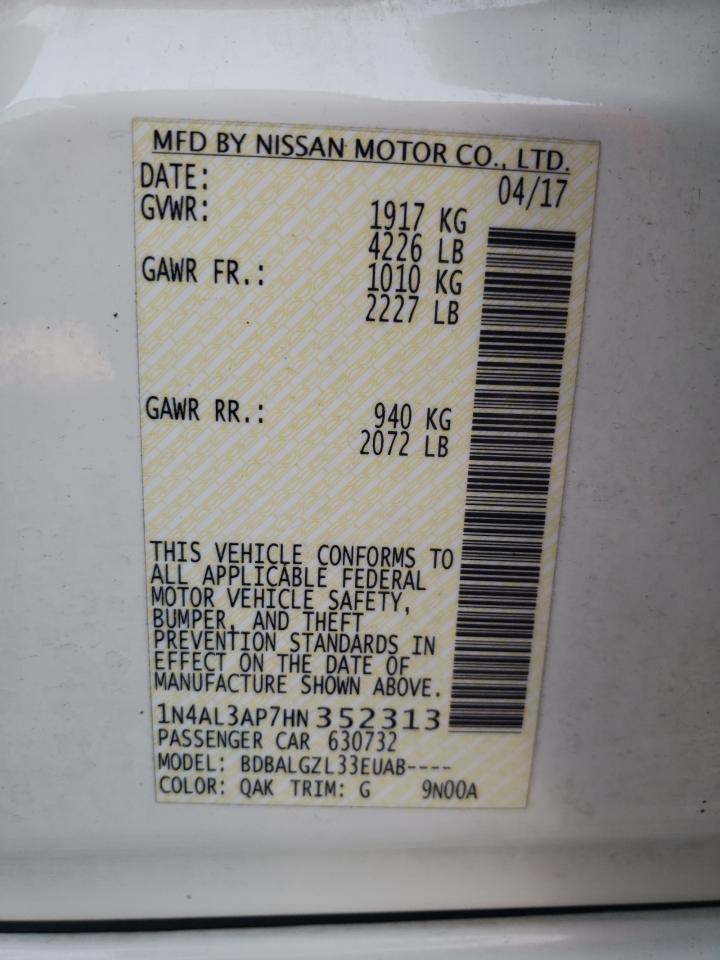 MFD BY NISSAN MOTOR CO., LTD.
DATE: 04/17
GVWR: 1917 KG
4226 LB
GAWR FR.: 1010 KG
2227 LB
GAWR RR.: 940 KG
2072 LB
THIS VEHICLE CONFORMS TO
ALL APPLICABLE FEDERAL
MOTOR VEHICLE SAFETY,
BUMPER, AND THEFT
PREVENTION STANDARDS IN
EFFECT ON THE DATE OF
MANUFACTURE SHOWN ABOVE.
1N4AL3AP7HN352313
PASSENGER CAR 630732
MODEL: BDBALGZL33EUAB----
COLOR: QAK TRIM: G 9N00A